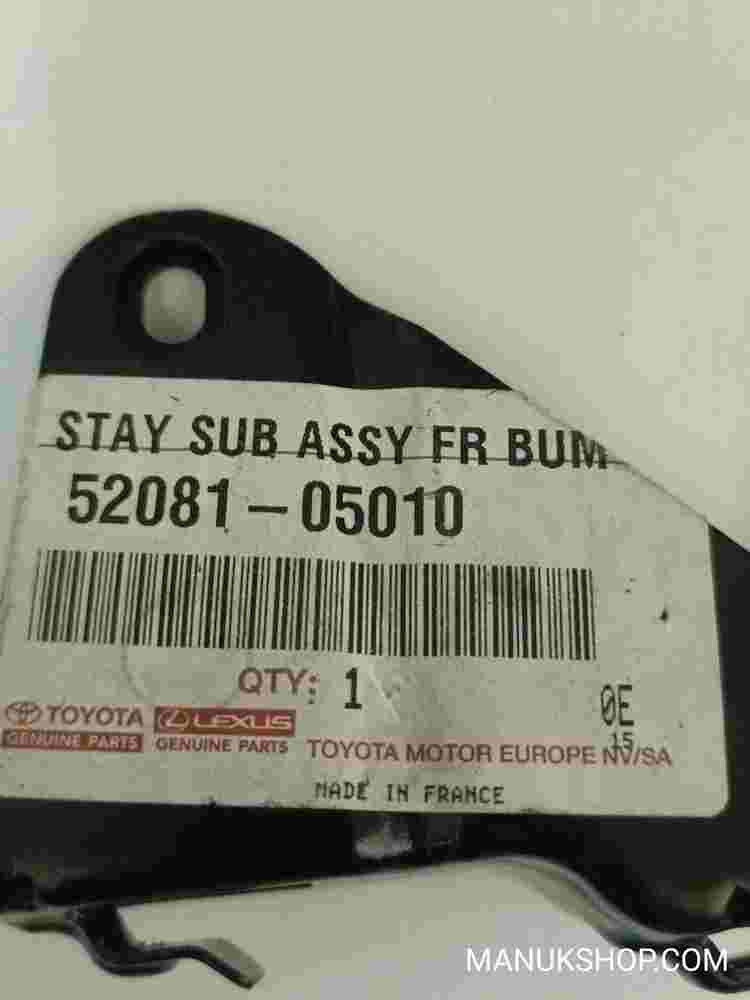 STAY SUB ASSY FR BUM
52081-05010
QTY: 1
0E
15
TOYOTA LEXUS
GENUINE PARTS GENUINE PARTS TOYOTA MOTOR EUROPE NV/SA
MADE IN FRANCE
MANUKSHOP.COM